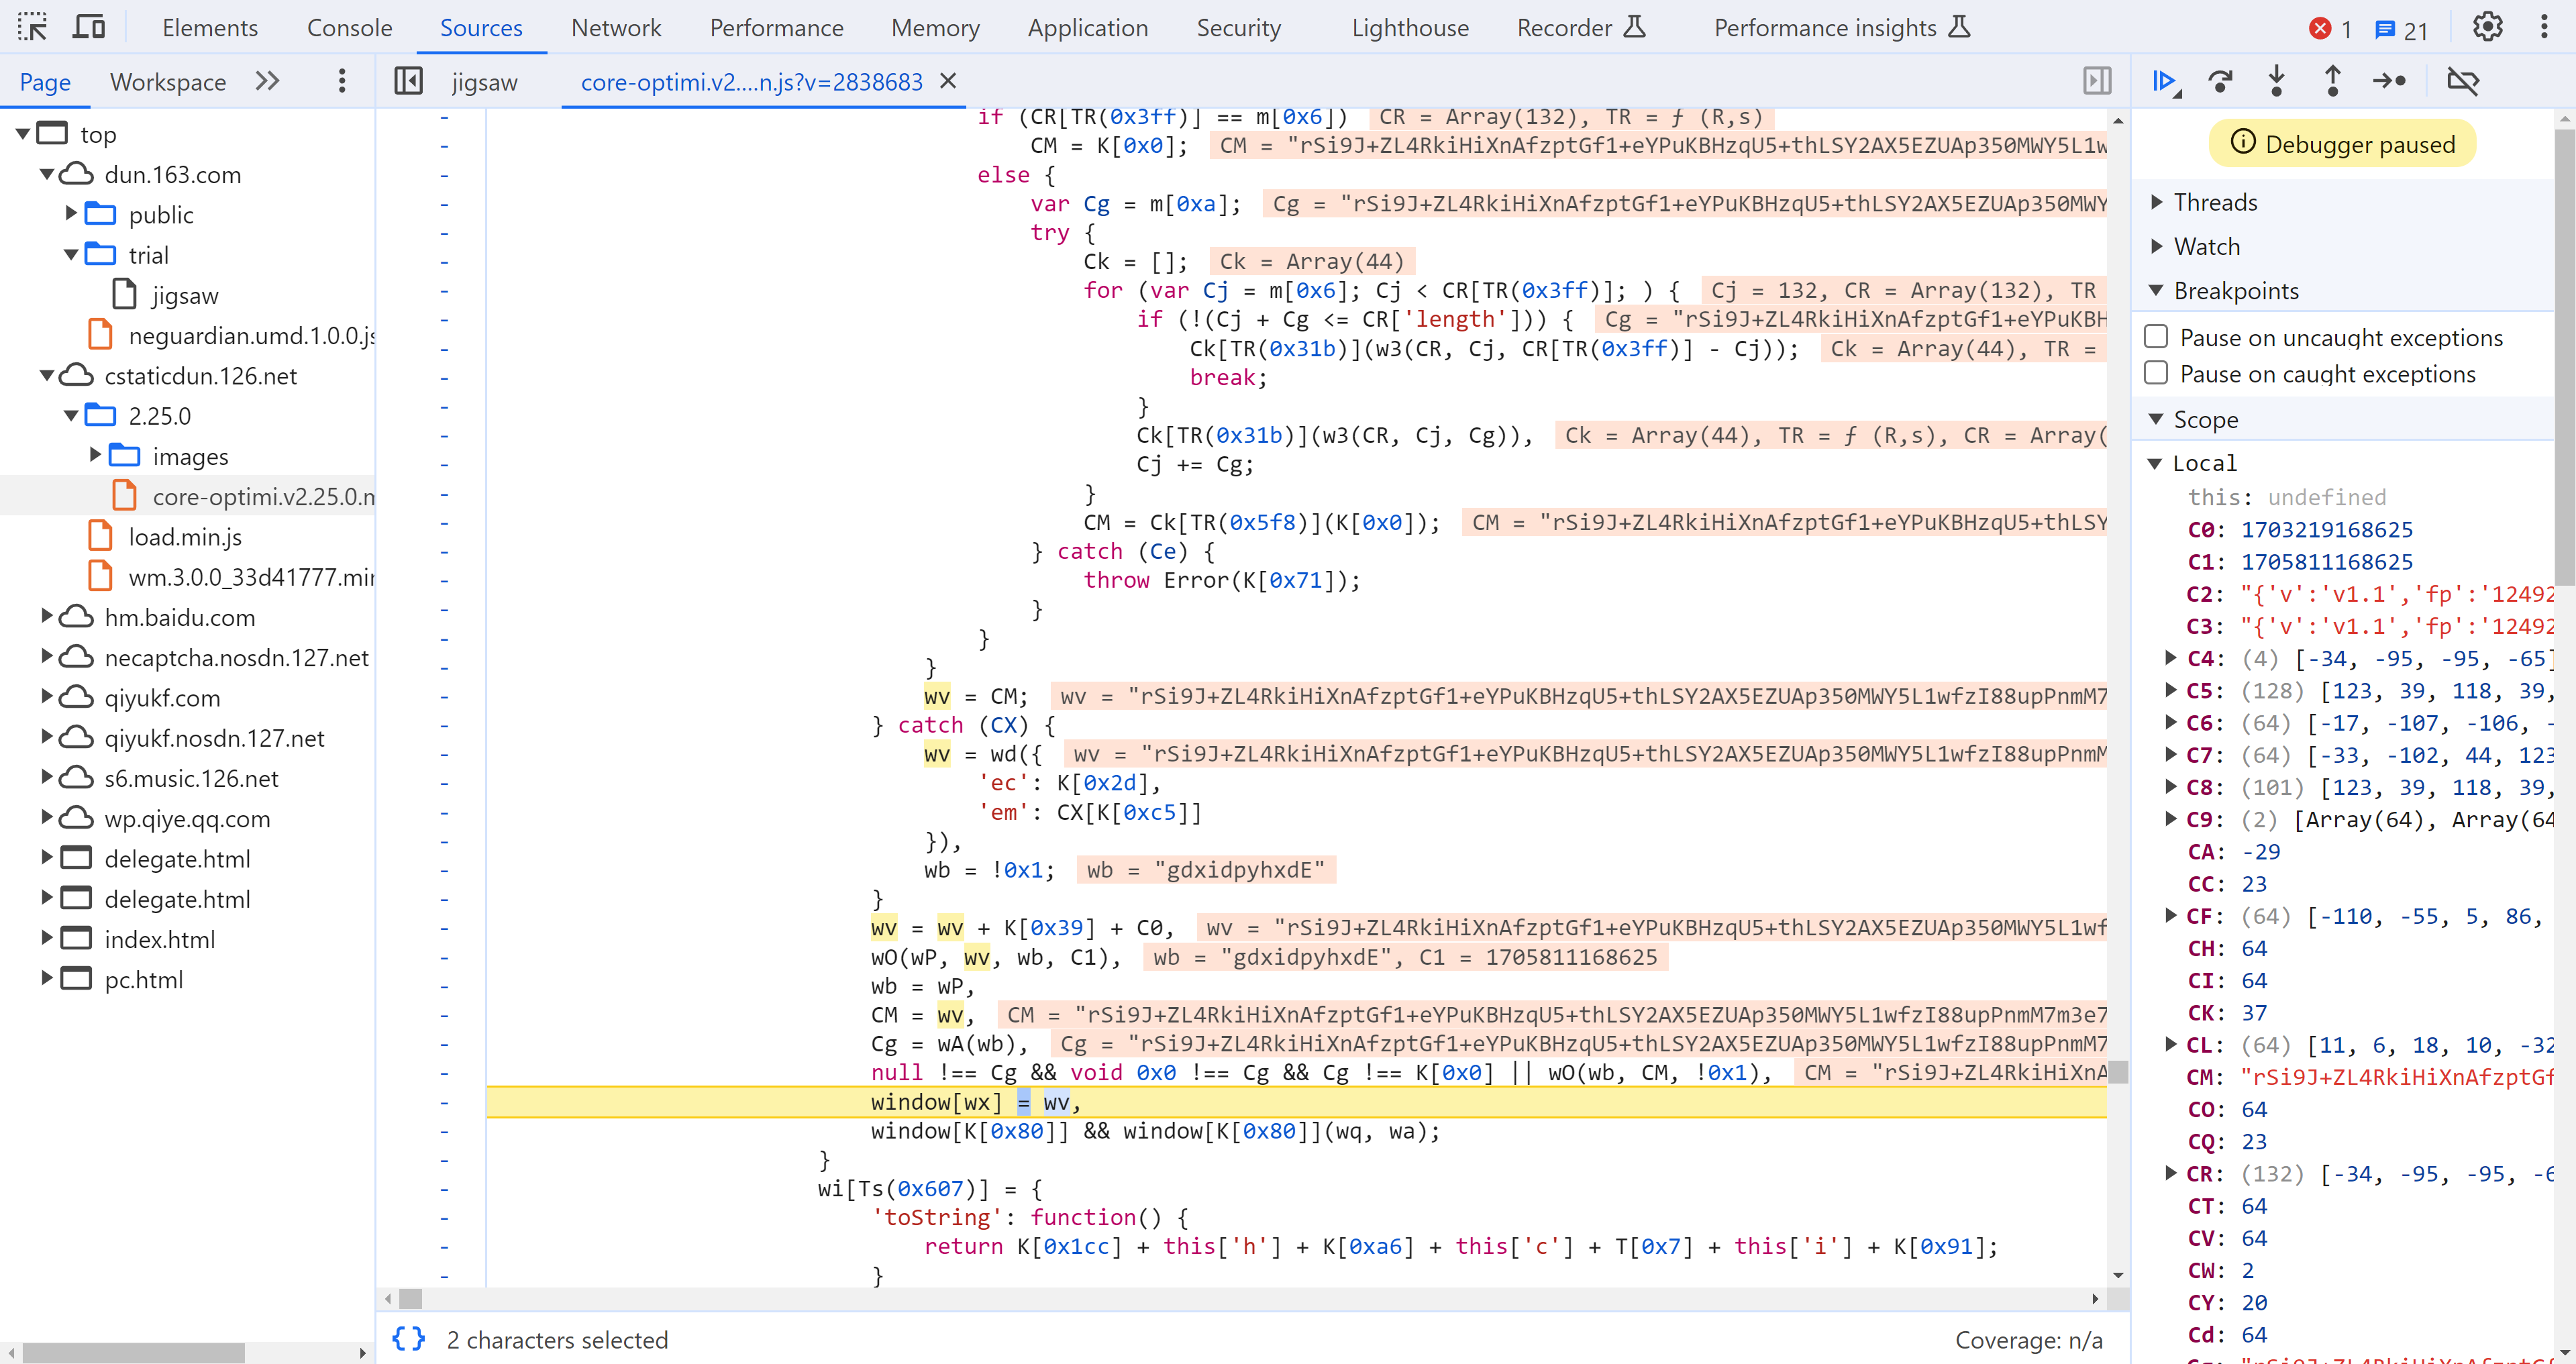 Elements Console Sources Network Performance Memory Application Security Lighthouse Recorder Performance insights 1 21
Page Workspace jigsaw core-optimi.v2....n.js?v=2838683
top
dun.163.com
public
trial
jigsaw
neguardian.umd.1.0.0.js
cstaticdun.126.net
2.25.0
images
core-optimi.v2.25.0.m
load.min.js
wm.3.0.0_33d41777.min
hm.baidu.com
necaptcha.nosdn.127.net
qiyukf.com
qiyukf.nosdn.127.net
s6.music.126.net
wp.qiye.qq.com
delegate.html
delegate.html
index.html
pc.html
- if (CR[TR(0x3ff)] == m[0x6]) CR = Array(132), TR = ƒ (R,s)
- CM = K[0x0]; CM = "rSi9J+ZL4RkiHiXnAfzptGf1+eYPuKBHzqU5+thLSY2AX5EZUAp350MWY5L1w
- else {
- var Cg = m[0xa]; Cg = "rSi9J+ZL4RkiHiXnAfzptGf1+eYPuKBHzqU5+thLSY2AX5EZUAp350MWY
- try {
- Ck = []; Ck = Array(44)
- for (var Cj = m[0x6]; Cj < CR[TR(0x3ff)]; ) { Cj = 132, CR = Array(132), TR
- if (!(Cj + Cg <= CR['length'])) { Cg = "rSi9J+ZL4RkiHiXnAfzptGf1+eYPuKBH
- Ck[TR(0x31b)](w3(CR, Cj, CR[TR(0x3ff)] - Cj)); Ck = Array(44), TR =
- break;
- }
- Ck[TR(0x31b)](w3(CR, Cj, Cg)), Ck = Array(44), TR = ƒ (R,s), CR = Array(
- Cj += Cg;
- }
- CM = Ck[TR(0x5f8)](K[0x0]); CM = "rSi9J+ZL4RkiHiXnAfzptGf1+eYPuKBHzqU5+thLSY
- } catch (Ce) {
- throw Error(K[0x71]);
- }
- }
- }
- wv = CM; wv = "rSi9J+ZL4RkiHiXnAfzptGf1+eYPuKBHzqU5+thLSY2AX5EZUAp350MWY5L1wfzI88upPnmM7
- } catch (CX) {
- wv = wd({ wv = "rSi9J+ZL4RkiHiXnAfzptGf1+eYPuKBHzqU5+thLSY2AX5EZUAp350MWY5L1wfzI88upPnmM
- 'ec': K[0x2d],
- 'em': CX[K[0xc5]]
- }),
- wb = !0x1; wb = "gdxidpyhxdE"
- }
- wv = wv + K[0x39] + C0, wv = "rSi9J+ZL4RkiHiXnAfzptGf1+eYPuKBHzqU5+thLSY2AX5EZUAp350MWY5L1wf
- wO(wP, wv, wb, C1), wb = "gdxidpyhxdE", C1 = 1705811168625
- wb = wP,
- CM = wv, CM = "rSi9J+ZL4RkiHiXnAfzptGf1+eYPuKBHzqU5+thLSY2AX5EZUAp350MWY5L1wfzI88upPnmM7m3e7
- Cg = wA(wb), Cg = "rSi9J+ZL4RkiHiXnAfzptGf1+eYPuKBHzqU5+thLSY2AX5EZUAp350MWY5L1wfzI88upPnmM7
- null !== Cg && void 0x0 !== Cg && Cg !== K[0x0] || wO(wb, CM, !0x1), CM = "rSi9J+ZL4RkiHiXnA
- window[wx] = wv,
- window[K[0x80]] && window[K[0x80]](wq, wa);
- }
- wi[Ts(0x607)] = {
- 'toString': function() {
- return K[0x1cc] + this['h'] + K[0xa6] + this['c'] + T[0x7] + this['i'] + K[0x91];
- }
{} 2 characters selected Coverage: n/a
Debugger paused
Threads
Watch
Breakpoints
Pause on uncaught exceptions
Pause on caught exceptions
Scope
Local
this: undefined
C0: 1703219168625
C1: 1705811168625
C2: "{'v':'v1.1','fp':'12492
C3: "{'v':'v1.1','fp':'12492
C4: (4) [-34, -95, -95, -65]
C5: (128) [123, 39, 118, 39,
C6: (64) [-17, -107, -106, -
C7: (64) [-33, -102, 44, 123
C8: (101) [123, 39, 118, 39,
C9: (2) [Array(64), Array(64
CA: -29
CC: 23
CF: (64) [-110, -55, 5, 86,
CH: 64
CI: 64
CK: 37
CL: (64) [11, 6, 18, 10, -32
CM: "rSi9J+ZL4RkiHiXnAfzptGf
CO: 64
CQ: 23
CR: (132) [-34, -95, -95, -6
CT: 64
CV: 64
CW: 2
CY: 20
Cd: 64